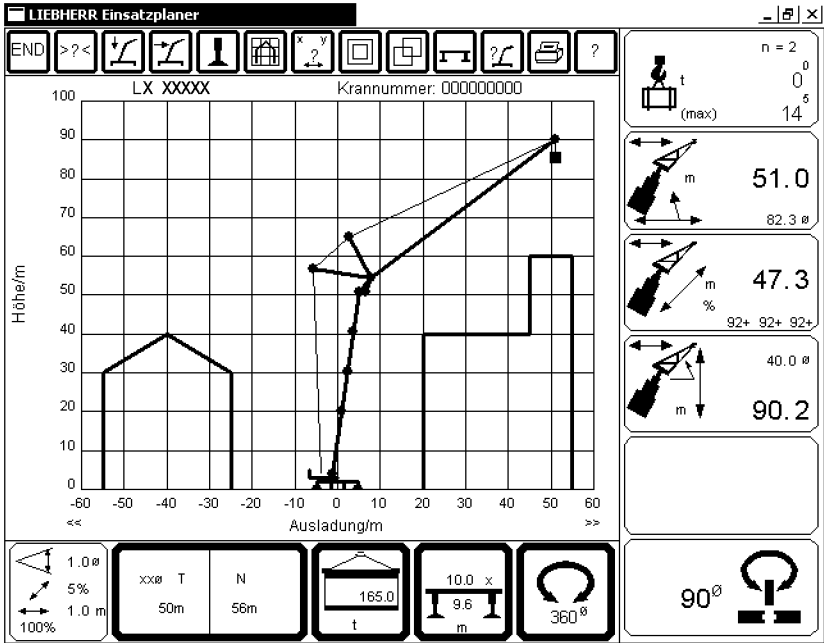 LIEBHERR Einsatzplaner
END >?< x y ? ? ?
LX XXXXX Krannummer: 000000000
n = 2
t 0 0
(max) 14 5
m 51.0
82.3 ø
m 47.3
%
92+ 92+ 92+
40.0 ø
m 90.2
Höhe/m
100
90
80
70
60
50
40
30
20
10
0
-60 -50 -40 -30 -20 -10 0 10 20 30 40 50 60
<< Ausladung/m >>
1.0 ø
5%
1.0 m
100%
xxø T N
50m 56m
165.0
t
10.0 x
9.6
m
360ø
90ø